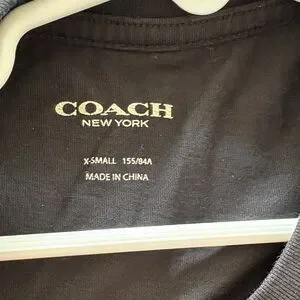 COACH
NEW YORK
X-SMALL 155/84A
MADE IN CHINA